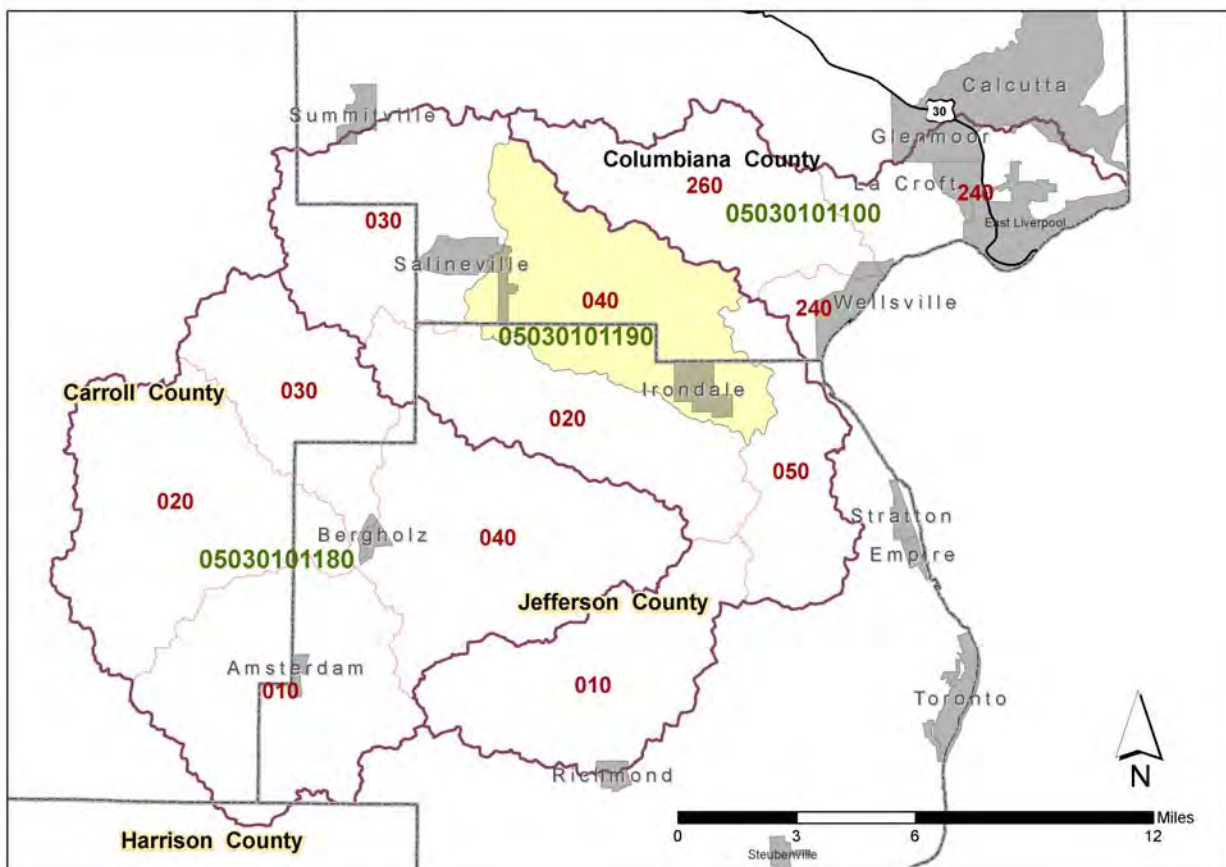 Calcutta
Summitville
30
Glenmoor
Columbiana County
260
La Croft
240
05030101100
East Liverpool
030
Salineville
040
Wellsville
240
05030101190
Irondale
Carroll County
030
020
050
020
Stratton
Bergholz
040
Empire
05030101180
Jefferson County
Amsterdam
010
010
Toronto
Richmond
N
Miles
0
3
6
12
Harrison County
Steubenville